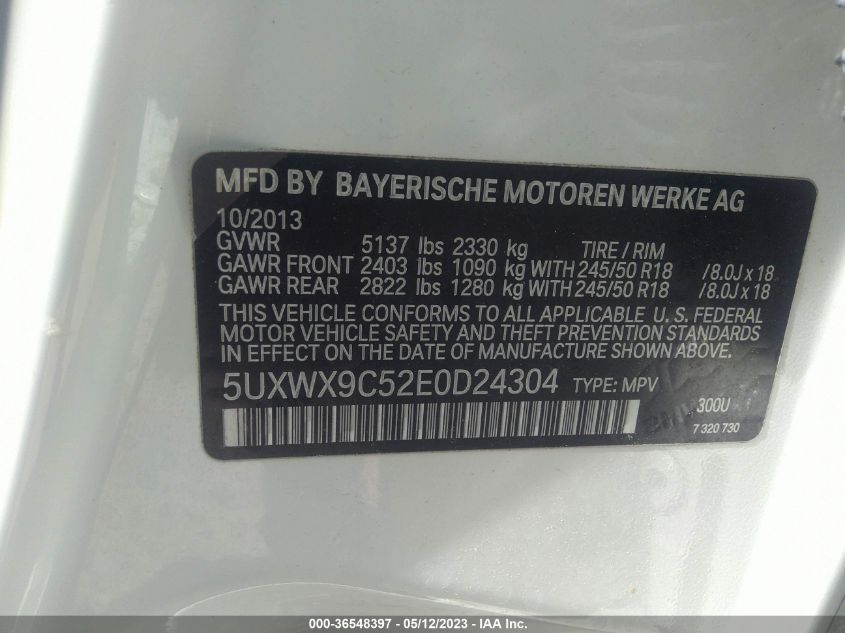 MFD BY BAYERISCHE MOTOREN WERKE AG
10/2013
GVWR 5137 lbs 2330 kg TIRE / RIM
GAWR FRONT 2403 lbs 1090 kg WITH 245/50 R18 /8.0J x 18
GAWR REAR 2822 lbs 1280 kg WITH 245/50 R18 /8.0J x 18
THIS VEHICLE CONFORMS TO ALL APPLICABLE U. S. FEDERAL
MOTOR VEHICLE SAFETY AND THEFT PREVENTION STANDARDS
IN EFFECT ON THE DATE OF MANUFACTURE SHOWN ABOVE.
5UXWX9C52E0D24304 TYPE: MPV
300U
7 320 730
000-36548397 - 05/12/2023 - IAAI Inc.